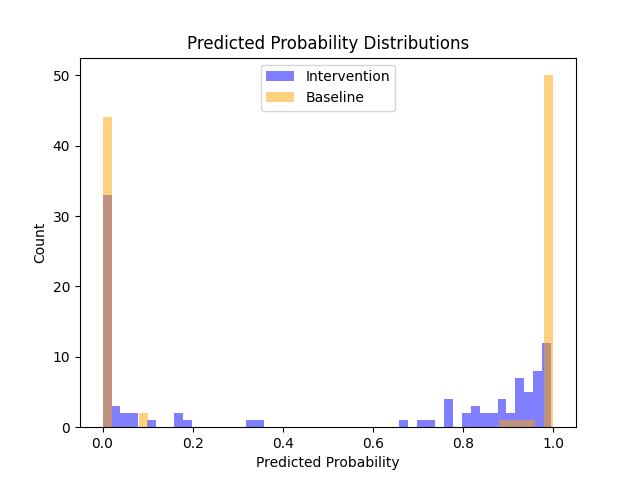 Predicted Probability Distributions
Intervention
Baseline
50
40
30
20
10
0
Count
0.0 0.2 0.4 0.6 0.8 1.0
Predicted Probability